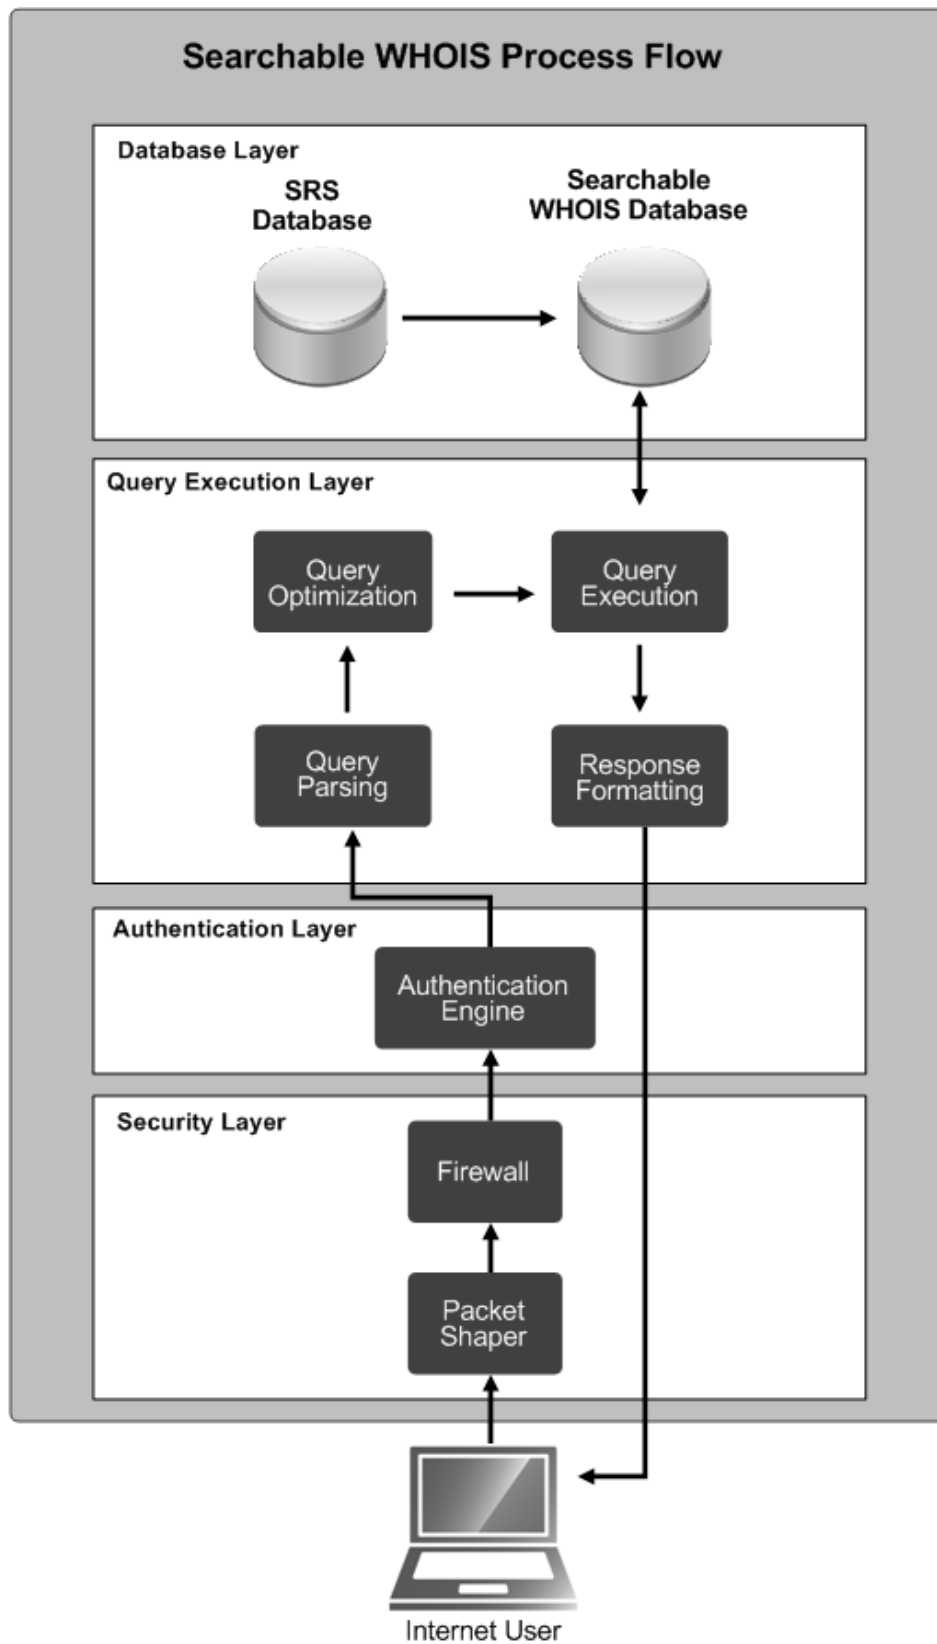 Searchable WHOIS Process Flow
Database Layer
SRS
Database
Searchable
WHOIS Database
Query Execution Layer
Query
Optimization
Query
Execution
Query
Parsing
Response
Formatting
Authentication Layer
Authentication
Engine
Security Layer
Firewall
Packet
Shaper
Internet User